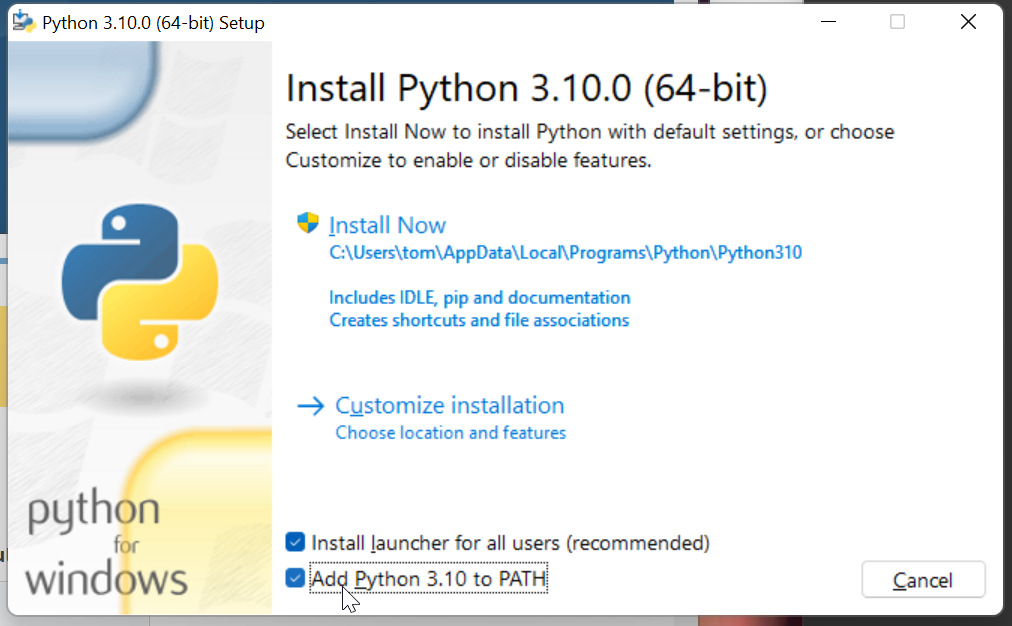 Python 3.10.0 (64-bit) Setup
Install Python 3.10.0 (64-bit)
Select Install Now to install Python with default settings, or choose
Customize to enable or disable features.
Install Now
C:\Users\tom\AppData\Local\Programs\Python\Python310
Includes IDLE, pip and documentation
Creates shortcuts and file associations
Customize installation
Choose location and features
python
for
windows
Install launcher for all users (recommended)
Add Python 3.10 to PATH
Cancel